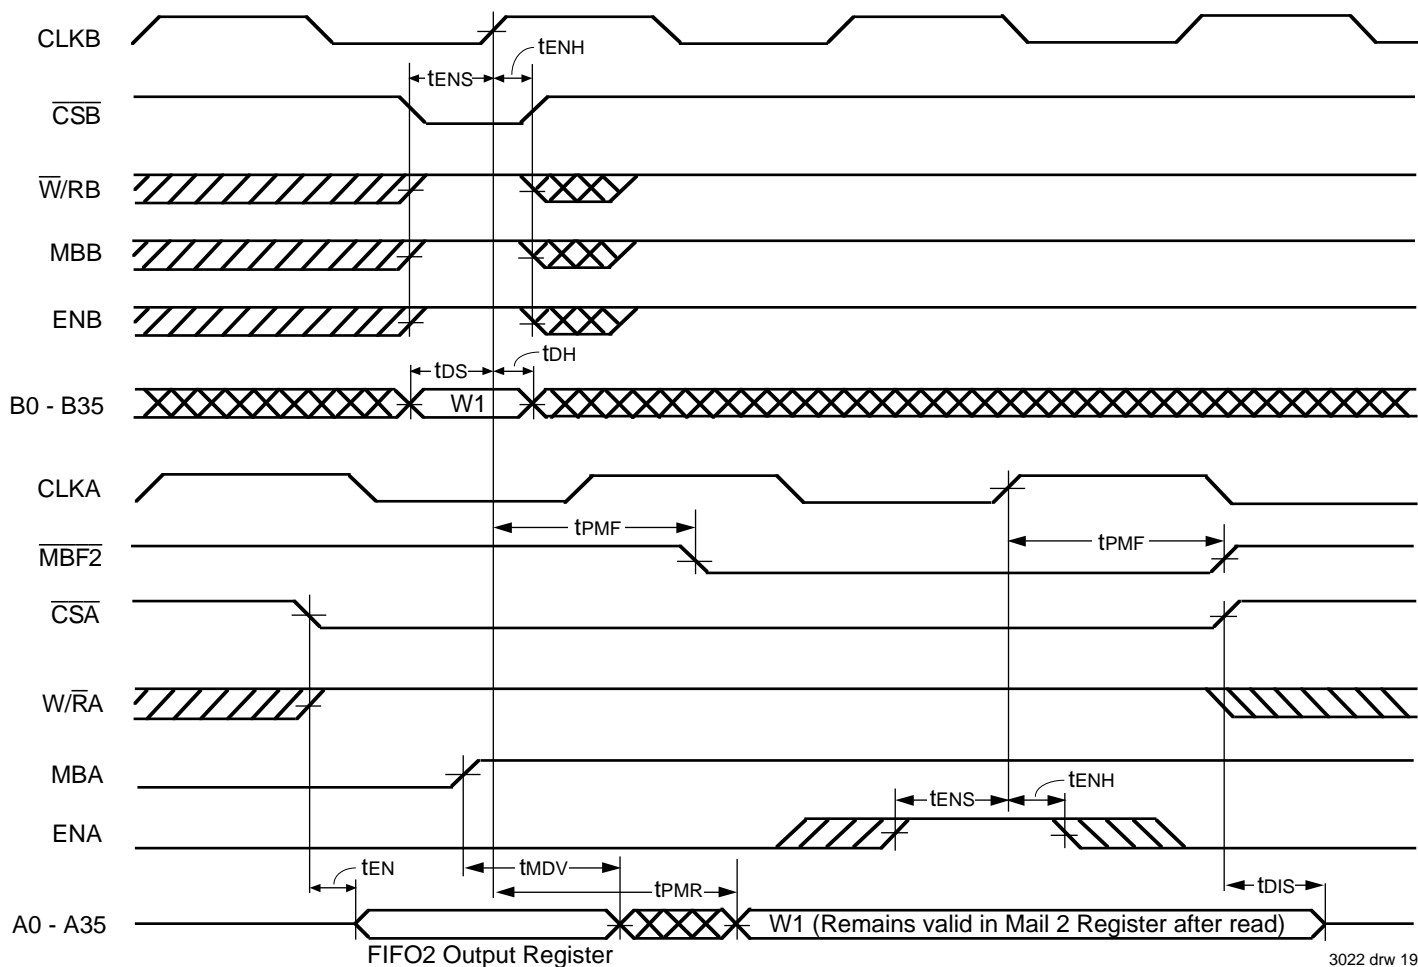 CLKB
tENH
tENS
CSB
W/RB
MBB
ENB
tDS
tDH
B0 - B35
W1
CLKA
tPMF
tPMF
MBF2
CSA
W/RA
MBA
tENS
tENH
ENA
tEN
tMDV
tPMR
tDIS
A0 - A35
W1 (Remains valid in Mail 2 Register after read)
FIFO2 Output Register
3022 drw 19